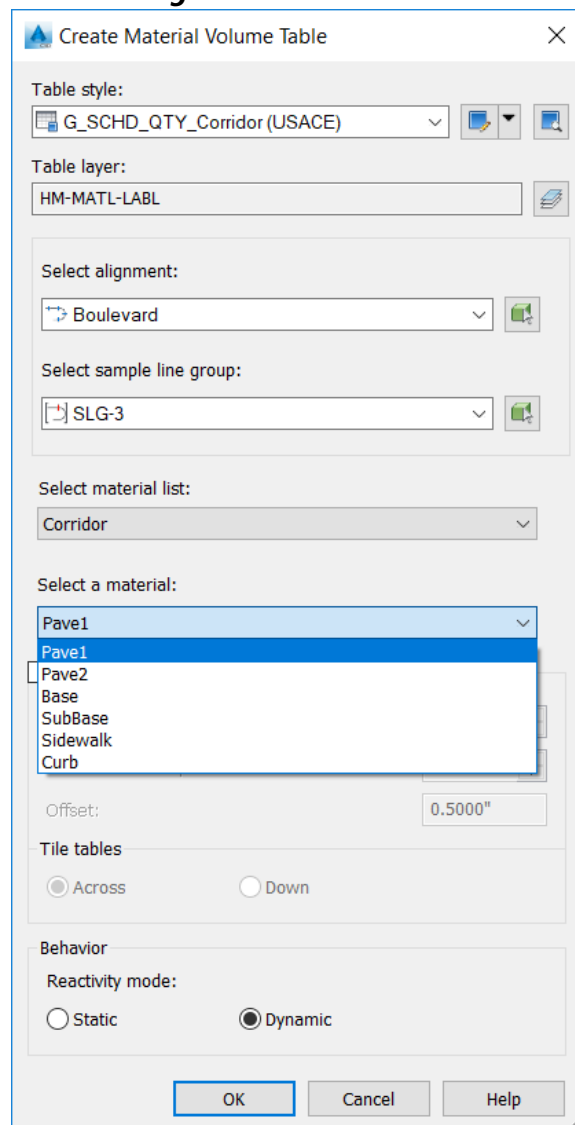 Create Material Volume Table
Table style:
G_SCHD_QTY_Corridor (USACE)
Table layer:
HM-MATL-LABL
Select alignment:
Boulevard
Select sample line group:
SLG-3
Select material list:
Corridor
Select a material:
Pave1
Pave1
Pave2
Base
SubBase
Sidewalk
Curb
Offset: 0.5000"
Tile tables
Across Down
Behavior
Reactivity mode:
Static Dynamic
OK Cancel Help